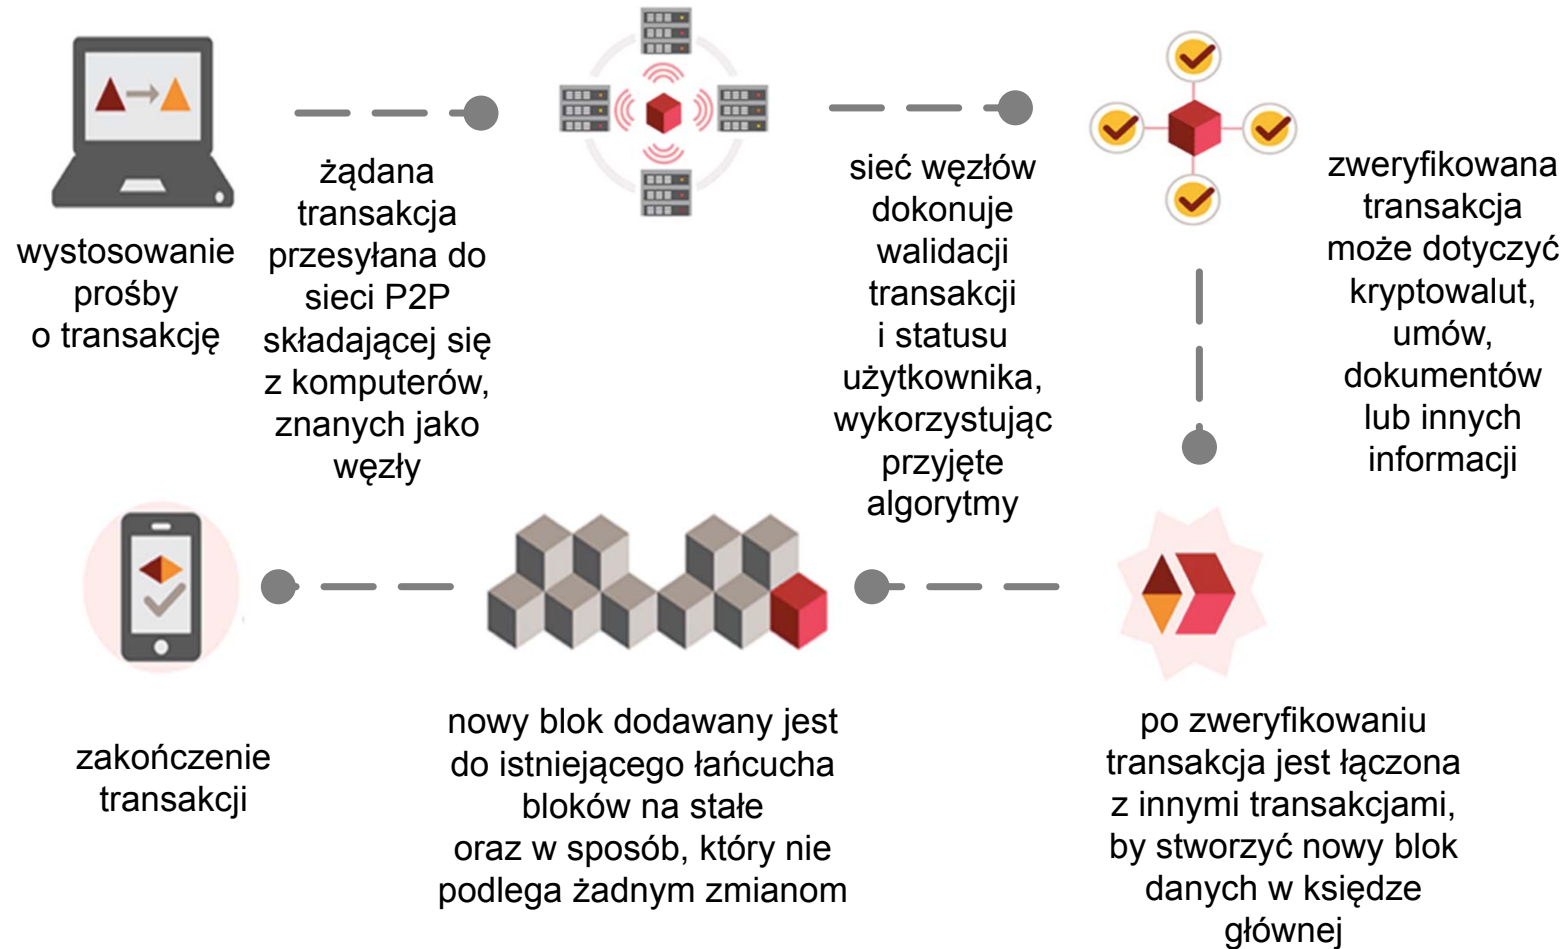 wystosowanie
prośby
o transakcję
żądana
transakcja
przesyłana do
sieci P2P
składającej się
z komputerów,
znanych jako
węzły
sieć węzłów
dokonuje
walidacji
transakcji
i statusu
użytkownika,
wykorzystując
przyjęte
algorytmy
zweryfikowana
transakcja
może dotyczyć
kryptowalut,
umów,
dokumentów
lub innych
informacji
po zweryfikowaniu
transakcja jest łączona
z innymi transakcjami,
by stworzyć nowy blok
danych w księdze
głównej
nowy blok dodawany jest
do istniejącego łańcucha
bloków na stałe
oraz w sposób, który nie
podlega żadnym zmianom
zakończenie
transakcji